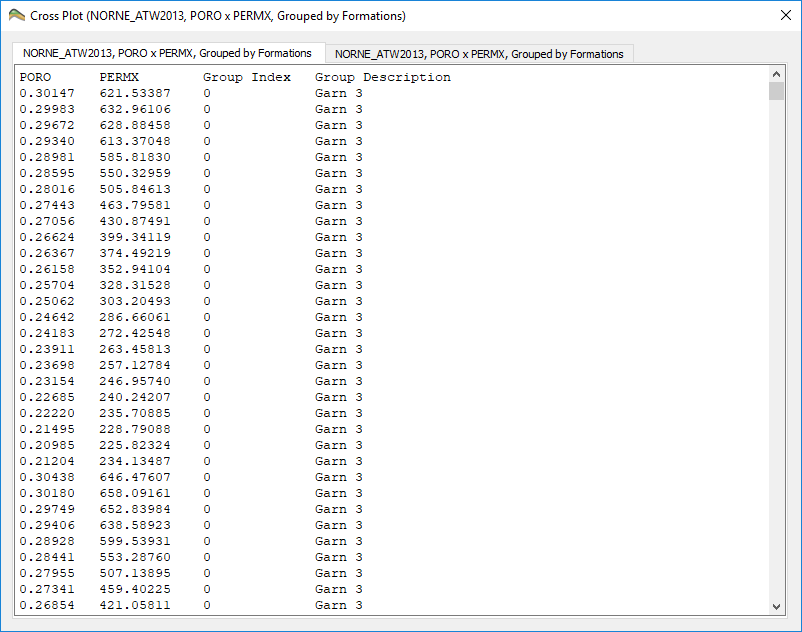 Cross Plot (NORNE_ATW2013, PORO x PERMX, Grouped by Formations)
NORNE_ATW2013, PORO x PERMX, Grouped by Formations NORNE_ATW2013, PORO x PERMX, Grouped by Formations
PORO PERMX Group Index Group Description
0.30147 621.53387 0 Garn 3
0.29983 632.96106 0 Garn 3
0.29672 628.88458 0 Garn 3
0.29340 613.37048 0 Garn 3
0.28981 585.81830 0 Garn 3
0.28595 550.32959 0 Garn 3
0.28016 505.84613 0 Garn 3
0.27443 463.79581 0 Garn 3
0.27056 430.87491 0 Garn 3
0.26624 399.34119 0 Garn 3
0.26367 374.49219 0 Garn 3
0.26158 352.94104 0 Garn 3
0.25704 328.31528 0 Garn 3
0.25062 303.20493 0 Garn 3
0.24642 286.66061 0 Garn 3
0.24183 272.42548 0 Garn 3
0.23911 263.45813 0 Garn 3
0.23698 257.12784 0 Garn 3
0.23154 246.95740 0 Garn 3
0.22685 240.24207 0 Garn 3
0.22220 235.70885 0 Garn 3
0.21495 228.79088 0 Garn 3
0.20985 225.82324 0 Garn 3
0.21204 234.13487 0 Garn 3
0.30438 646.47607 0 Garn 3
0.30180 658.09161 0 Garn 3
0.29749 652.83984 0 Garn 3
0.29406 638.58923 0 Garn 3
0.28928 599.53931 0 Garn 3
0.28441 553.28760 0 Garn 3
0.27955 507.13895 0 Garn 3
0.27341 459.40225 0 Garn 3
0.26854 421.05811 0 Garn 3